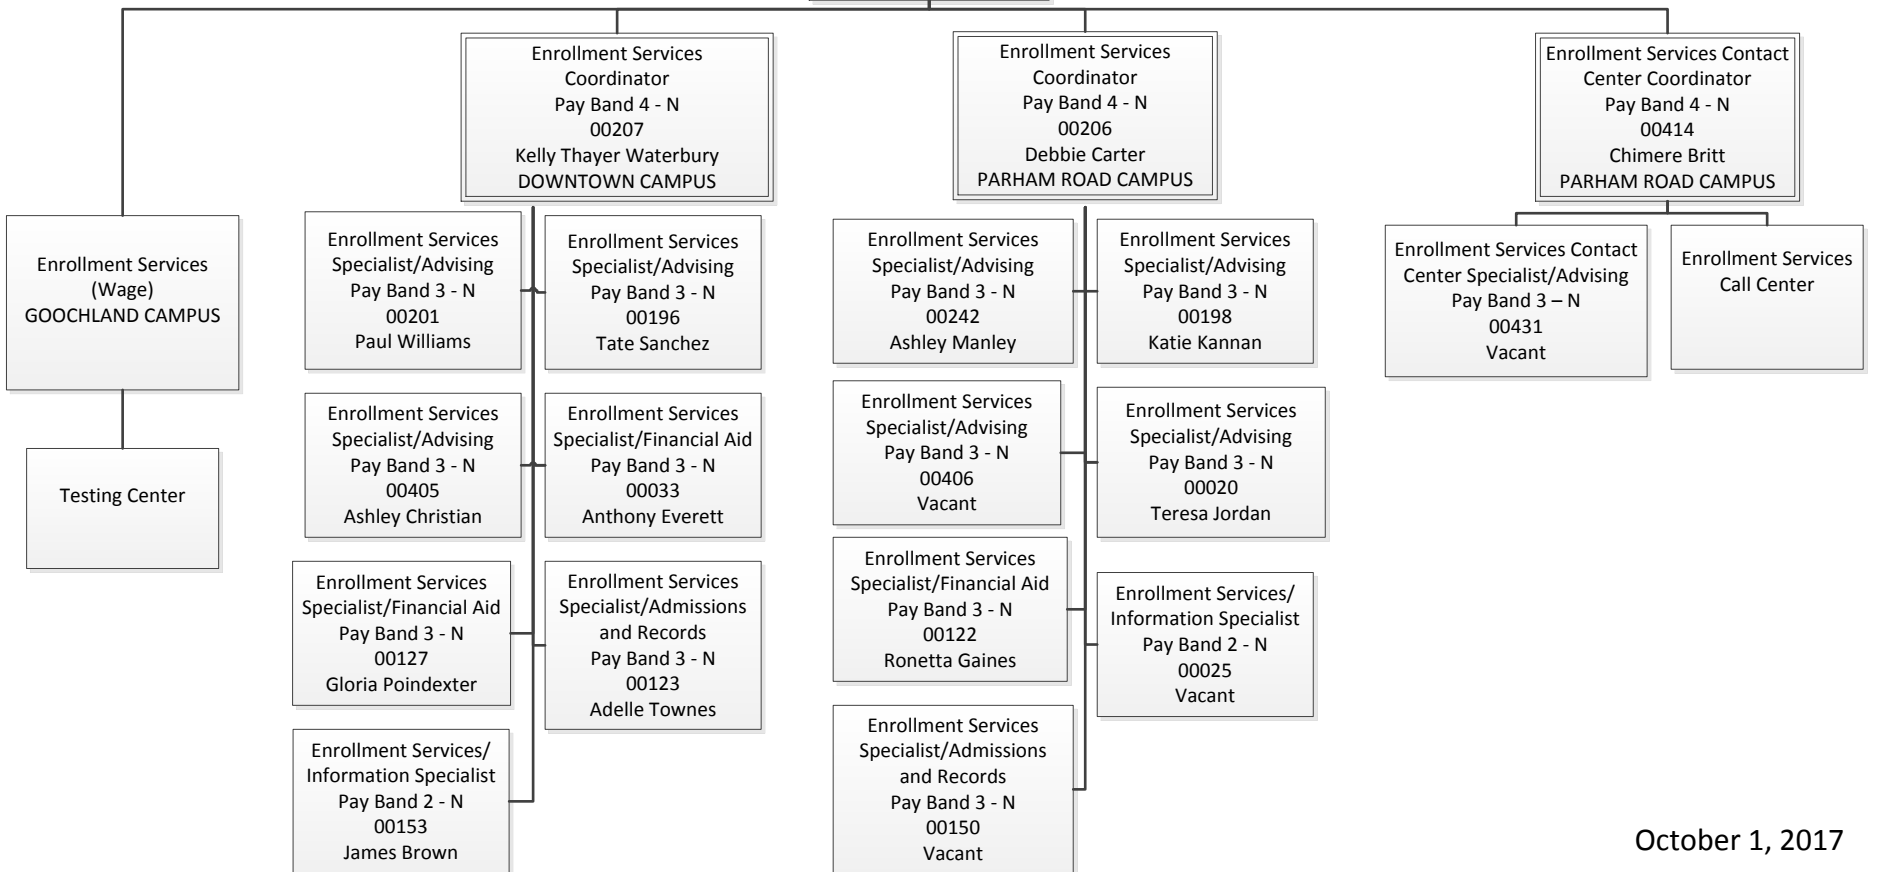 Enrollment Services
Coordinator
Pay Band 4 - N
00207
Kelly Thayer Waterbury
DOWNTOWN CAMPUS
Enrollment Services
Coordinator
Pay Band 4 - N
00206
Debbie Carter
PARHAM ROAD CAMPUS
Enrollment Services Contact
Center Coordinator
Pay Band 4 - N
00414
Chimere Britt
PARHAM ROAD CAMPUS
Enrollment Services
(Wage)
GOOCHLAND CAMPUS
Testing Center
Enrollment Services
Specialist/Advising
Pay Band 3 - N
00201
Paul Williams
Enrollment Services
Specialist/Advising
Pay Band 3 - N
00196
Tate Sanchez
Enrollment Services
Specialist/Advising
Pay Band 3 - N
00405
Ashley Christian
Enrollment Services
Specialist/Financial Aid
Pay Band 3 - N
00033
Anthony Everett
Enrollment Services
Specialist/Financial Aid
Pay Band 3 - N
00127
Gloria Poindexter
Enrollment Services
Specialist/Admissions
and Records
Pay Band 3 - N
00123
Adelle Townes
Enrollment Services/
Information Specialist
Pay Band 2 - N
00153
James Brown
Enrollment Services
Specialist/Advising
Pay Band 3 - N
00242
Ashley Manley
Enrollment Services
Specialist/Advising
Pay Band 3 - N
00198
Katie Kannan
Enrollment Services
Specialist/Advising
Pay Band 3 - N
00406
Vacant
Enrollment Services
Specialist/Advising
Pay Band 3 - N
00020
Teresa Jordan
Enrollment Services
Specialist/Financial Aid
Pay Band 3 - N
00122
Ronetta Gaines
Enrollment Services/
Information Specialist
Pay Band 2 - N
00025
Vacant
Enrollment Services
Specialist/Admissions
and Records
Pay Band 3 - N
00150
Vacant
Enrollment Services Contact
Center Specialist/Advising
Pay Band 3 – N
00431
Vacant
Enrollment Services
Call Center
October 1, 2017